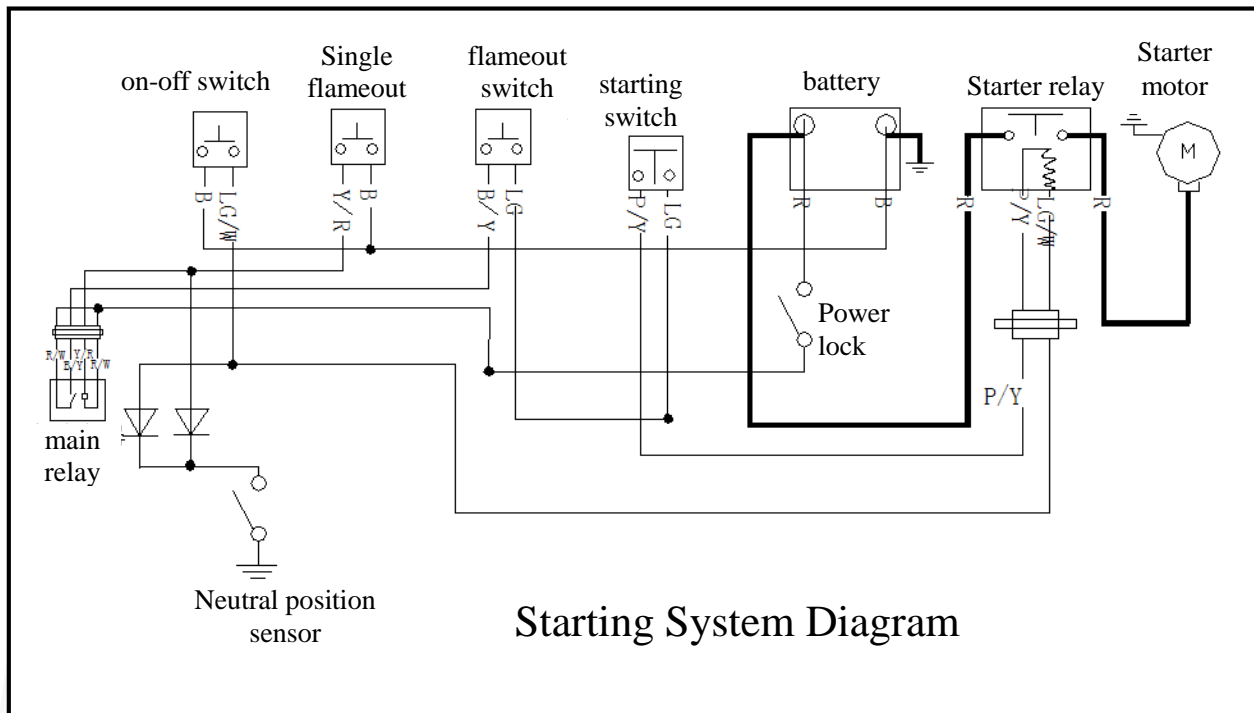 on-off switch
Single
flameout
flameout
switch
starting
switch
battery
Starter relay
Starter
motor
M
B
LG/W
Y/R
B
B/Y
LG
P/Y
LG
R
B
R
P/Y
LG/W
R
Power
lock
R/W
B/Y
Y/R
R/W
P/Y
main
relay
Neutral position
sensor
Starting System Diagram